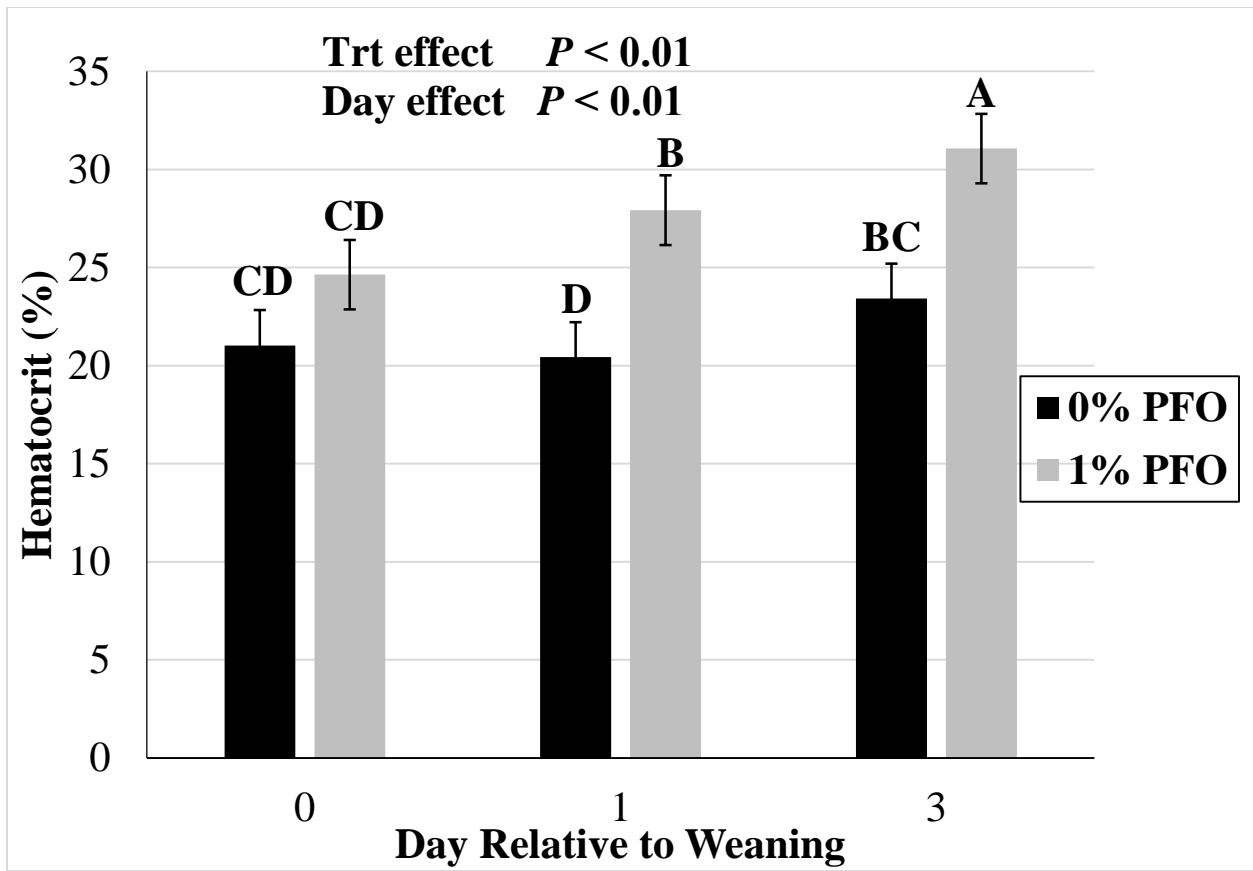 Trt effect P < 0.01
Day effect P < 0.01
35
30
25
20
15
10
5
0
Hematocrit (%)
CD
CD
D
B
BC
A
0% PFO
1% PFO
0 1 3
Day Relative to Weaning